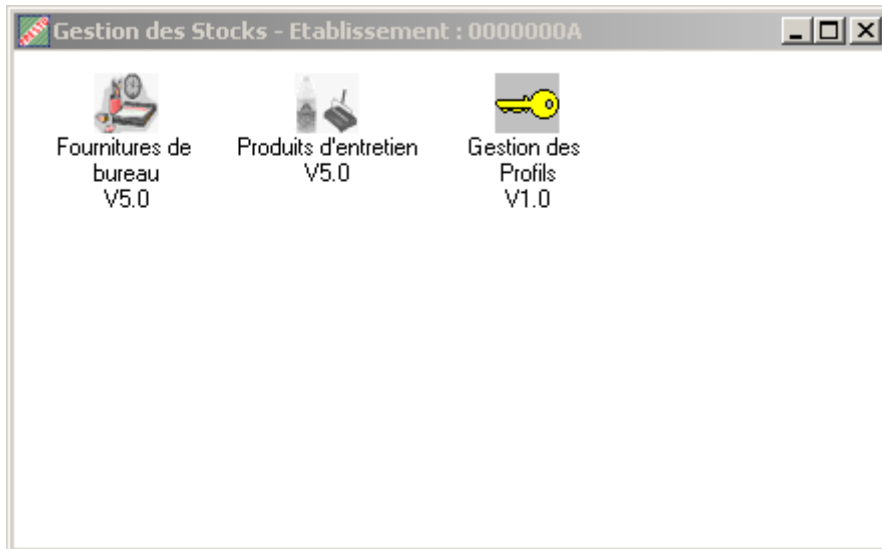 Gestion des Stocks - Etablissement : 0000000A
Fournitures de
bureau
V5.0
Produits d'entretien
V5.0
Gestion des
Profils
V1.0